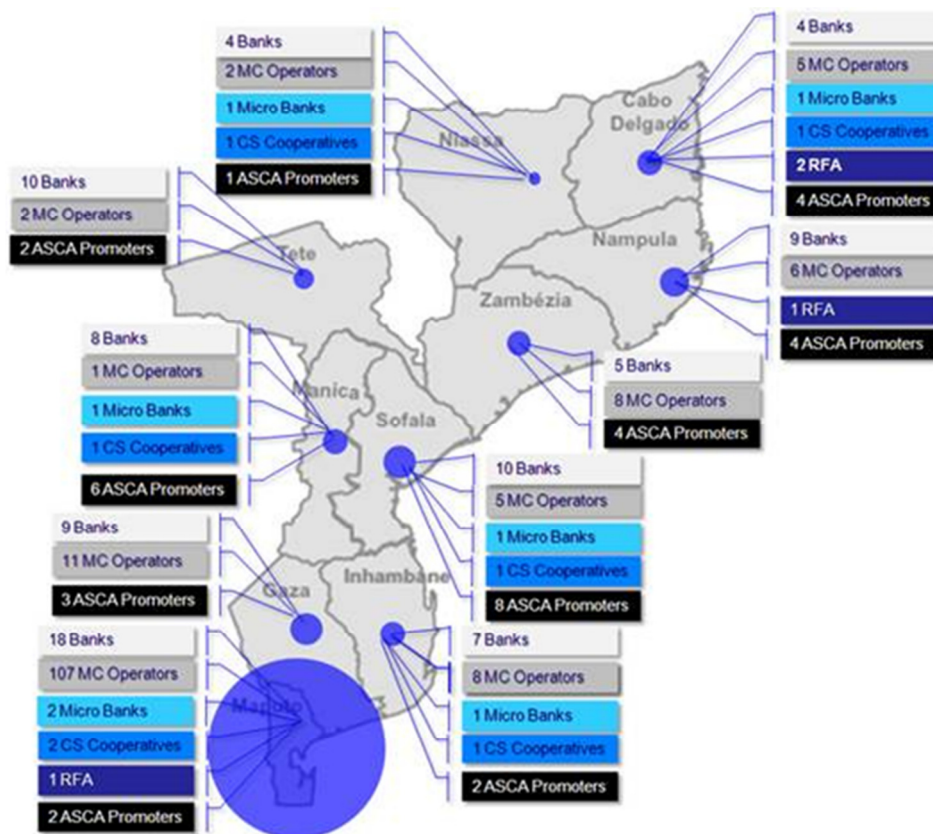 4 Banks
2 MC Operators
1 Micro Banks
1 CS Cooperatives
1 ASCA Promoters
Niassa
4 Banks
5 MC Operators
1 Micro Banks
1 CS Cooperatives
2 RFA
4 ASCA Promoters
Cabo
Delgado
10 Banks
2 MC Operators
2 ASCA Promoters
Tete
9 Banks
6 MC Operators
1 RFA
4 ASCA Promoters
Nampula
Zambézia
5 Banks
8 MC Operators
4 ASCA Promoters
8 Banks
1 MC Operators
1 Micro Banks
1 CS Cooperatives
6 ASCA Promoters
Manica
Sofala
10 Banks
5 MC Operators
1 Micro Banks
1 CS Cooperatives
8 ASCA Promoters
9 Banks
11 MC Operators
3 ASCA Promoters
Gaza
Inhambane
7 Banks
8 MC Operators
1 Micro Banks
1 CS Cooperatives
2 ASCA Promoters
18 Banks
107 MC Operators
2 Micro Banks
2 CS Cooperatives
1 RFA
2 ASCA Promoters
Maputo